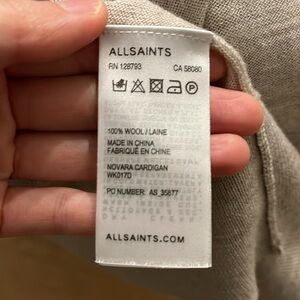 ALLSAINTS
RN 128793 CA 58080
100% WOOL / LAINE
MADE IN CHINA
FABRIQUÉ EN CHINE
NOVARA CARDIGAN
WK017D
PO NUMBER: AS_35877
ALLSAINTS.COM